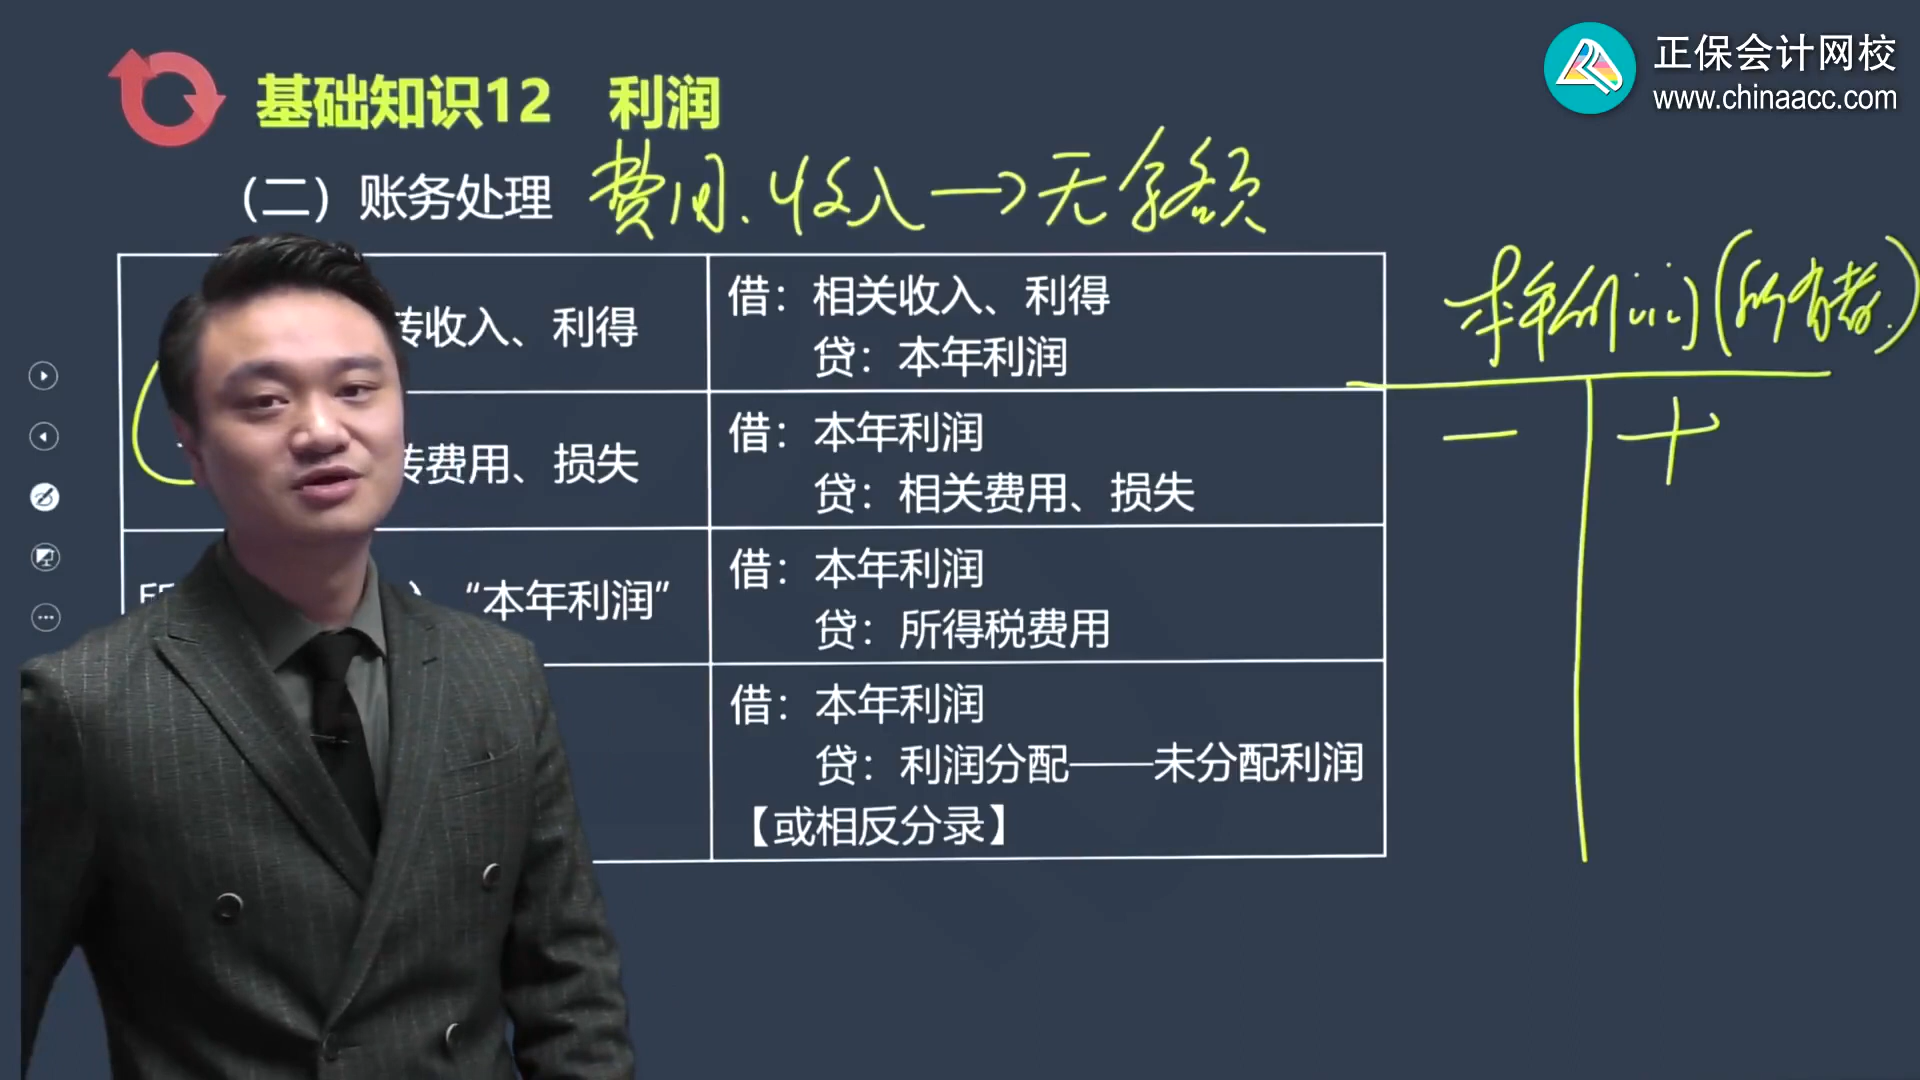 正保会计网校
www.chinaacc.com
基础知识12 利润
(二) 账务处理
费用、收入→无余额
转收入、利得
借：相关收入、利得
贷：本年利润
本年利润(所有者)
- +
转费用、损失
借：本年利润
贷：相关费用、损失
“本年利润”
借：本年利润
贷：所得税费用
借：本年利润
贷：利润分配——未分配利润
【或相反分录】